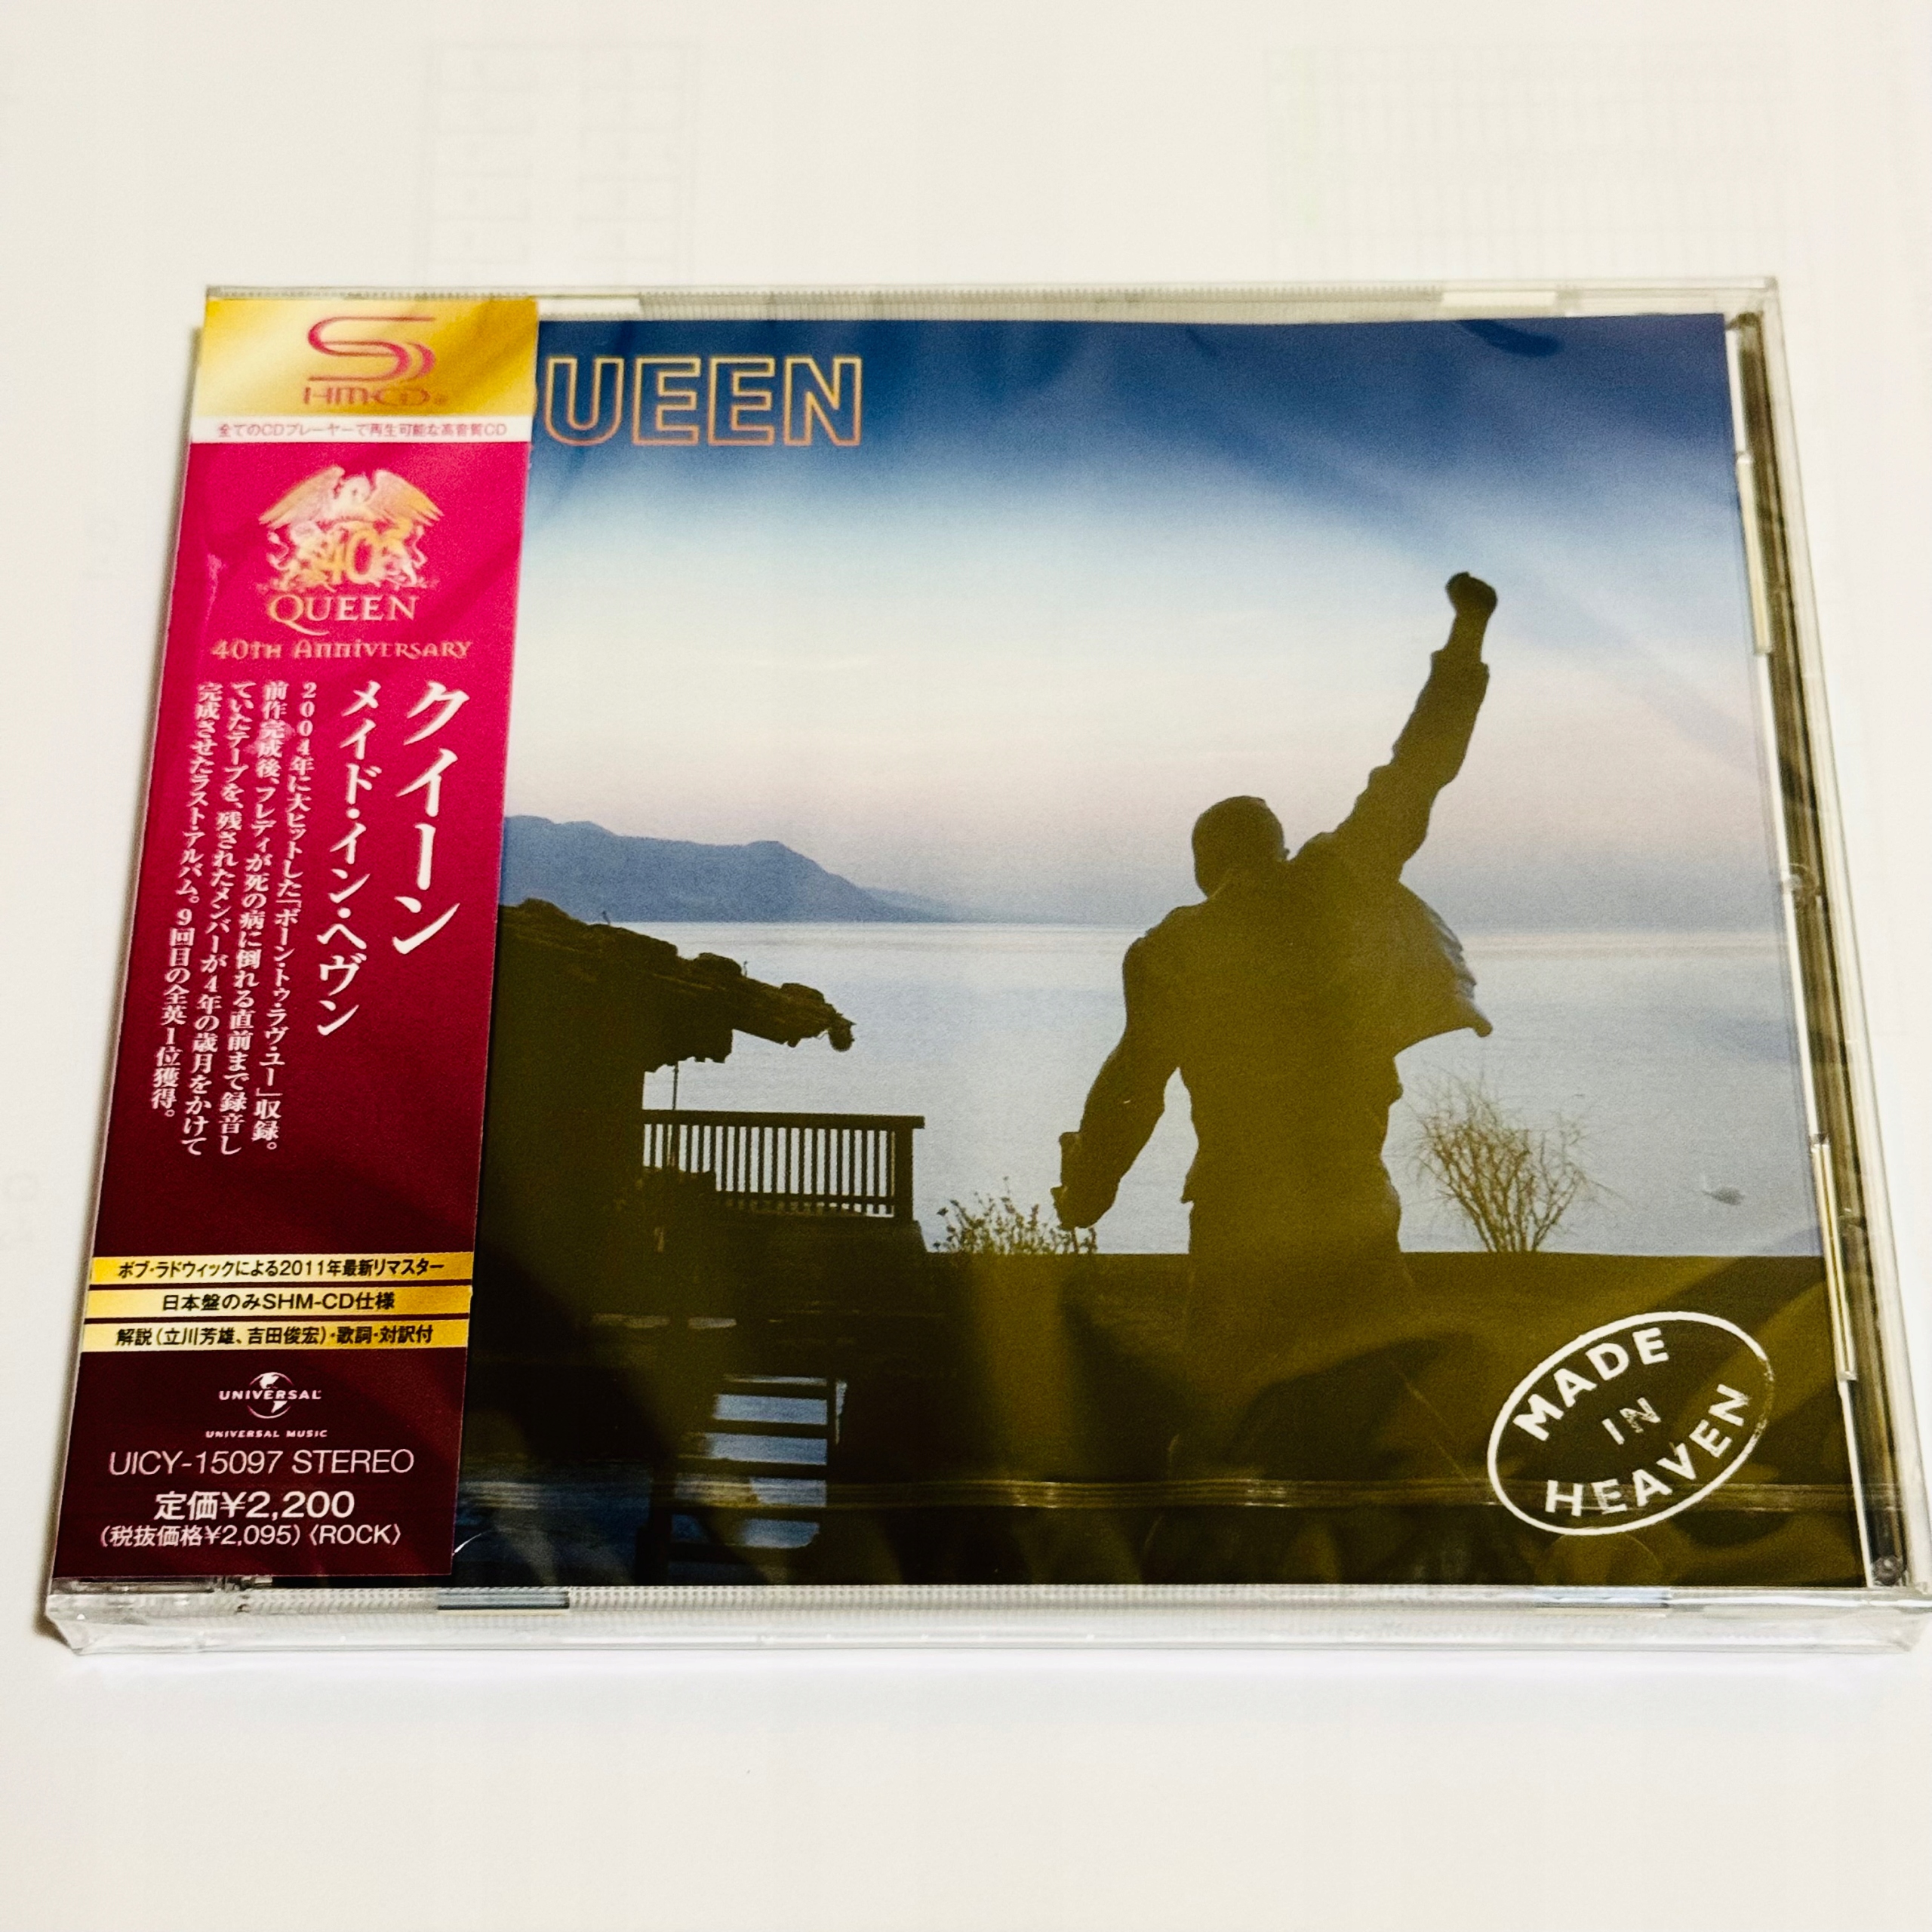 SHM-CD
全てのCDプレーヤーで再生可能な高音質CD
40
QUEEN
40TH ANNIVERSARY
クイーン
メイド・イン・ヘヴン
2004年に大ヒットした「ボーン・トゥ・ラヴ・ユー」収録。
前作完成後、フレディが死の病に倒れる直前まで録音し
ていたテープを、残されたメンバーが4年の歳月をかけて
完成させたラスト・アルバム。9回目の全英1位獲得。
ボブ・ラドウィックによる2011年最新リマスター
日本盤のみSHM-CD仕様
解説(立川芳雄、吉田俊宏)・歌詞・対訳付
UNIVERSAL
UNIVERSAL MUSIC
UICY-15097 STEREO
定価¥2,200
(税抜価格¥2,095)〈ROCK〉
QUEEN
MADE
IN
HEAVEN